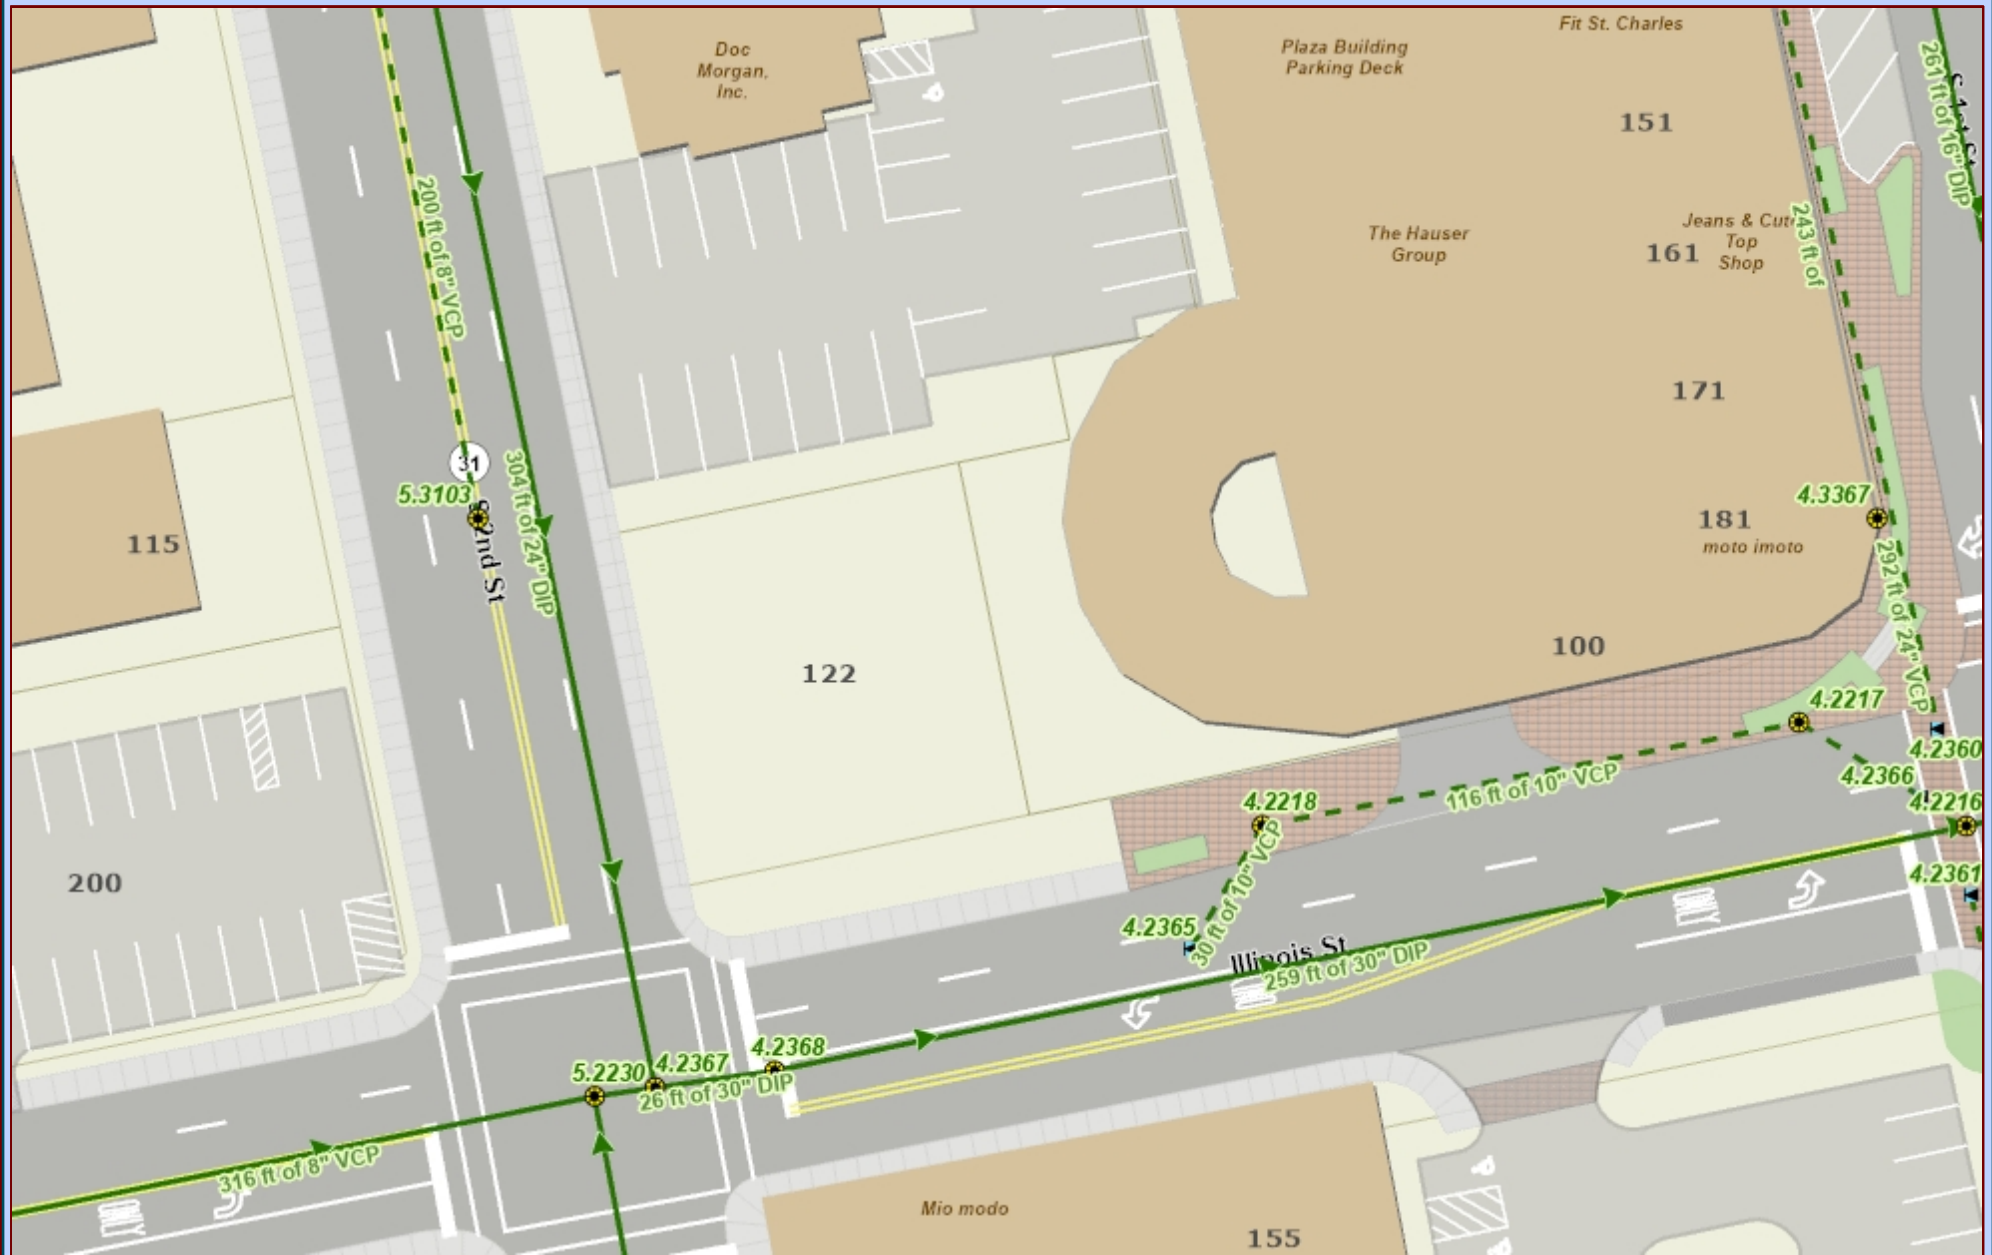 Doc
Morgan,
Inc.
Plaza Building
Parking Deck
Fit St. Charles
151
261 ft of 16" DIP
S 1st St
200 ft of 8" VCP
The Hauser
Group
161
Jeans & Cut
Top
Shop
243 ft of
171
31
5.3103
S 2nd St
304 ft of 24" DIP
115
4.3367
181
moto imoto
292 ft of 24" VCP
122
100
4.2217
4.2360
4.2366
4.2216
116 ft of 10" VCP
4.2218
30 ft of 10" VCP
4.2361
200
4.2365
Illinois St
259 ft of 30" DIP
ONLY
ONLY
4.2368
4.2367
5.2230
26 ft of 30" DIP
316 ft of 8" VCP
ONLY
Mio modo
155